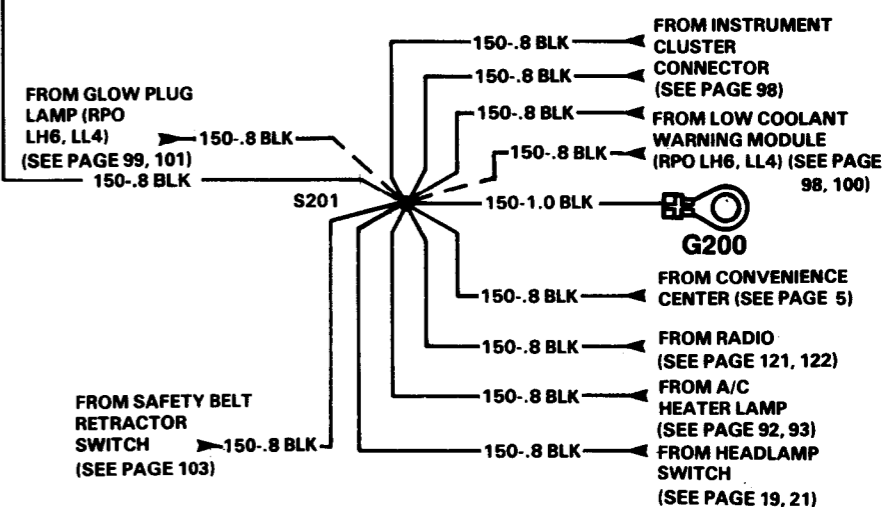 150-.8 BLK
FROM INSTRUMENT
CLUSTER
150-.8 BLK
CONNECTOR
(SEE PAGE 98)
FROM GLOW PLUG
LAMP (RPO
LH6, LL4)
(SEE PAGE 99, 101)
150-.8 BLK
150-.8 BLK
150-.8 BLK
FROM LOW COOLANT
WARNING MODULE
(RPO LH6, LL4) (SEE PAGE
98, 100)
150-.8 BLK
S201
150-1.0 BLK
G200
150-.8 BLK
FROM CONVENIENCE
CENTER (SEE PAGE 5)
150-.8 BLK
FROM RADIO
(SEE PAGE 121, 122)
150-.8 BLK
FROM A/C
HEATER LAMP
(SEE PAGE 92, 93)
FROM SAFETY BELT
RETRACTOR
SWITCH
(SEE PAGE 103)
150-.8 BLK
150-.8 BLK
FROM HEADLAMP
SWITCH
(SEE PAGE 19, 21)